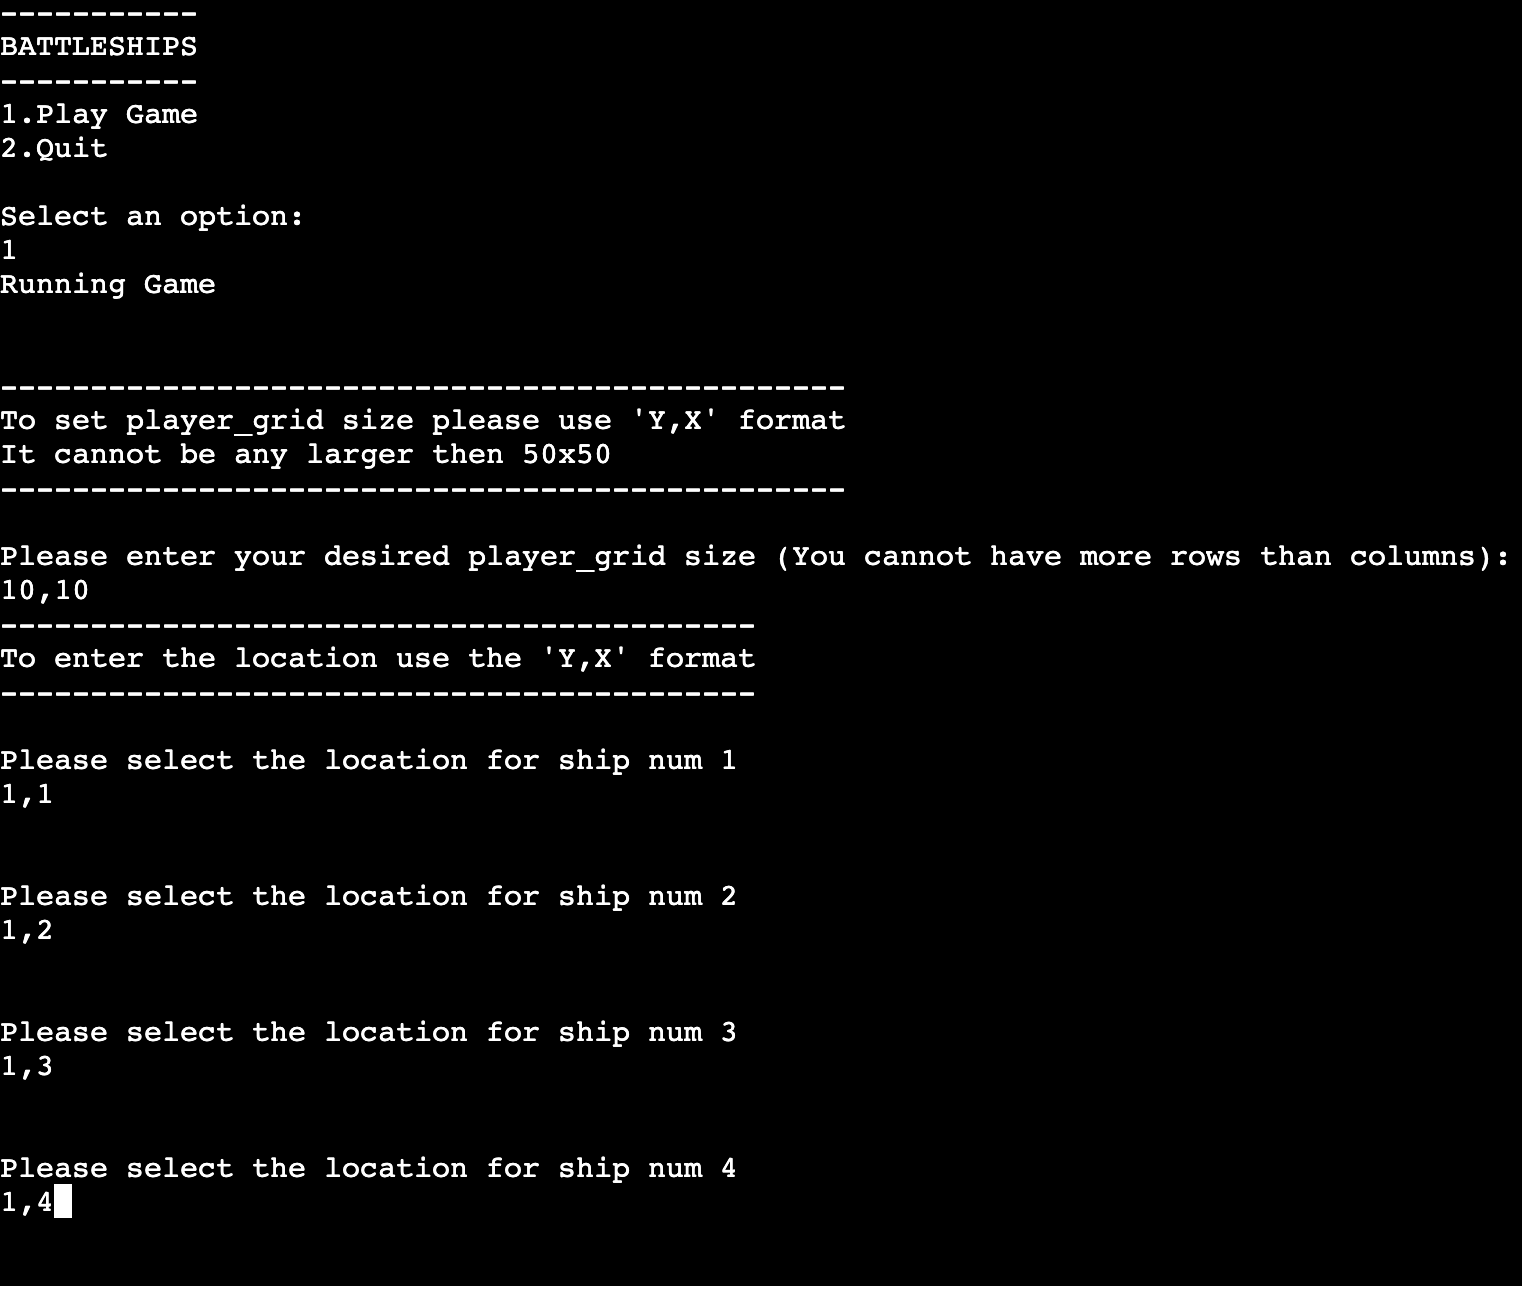 -----------
BATTLESHIPS
-----------
1.Play Game
2.Quit
Select an option:
1
Running Game
-----------------------------------------------
To set player_grid size please use 'Y,X' format
It cannot be any larger then 50x50
-----------------------------------------------
Please enter your desired player_grid size (You cannot have more rows than columns):
10,10
------------------------------------------
To enter the location use the 'Y,X' format
------------------------------------------
Please select the location for ship num 1
1,1
Please select the location for ship num 2
1,2
Please select the location for ship num 3
1,3
Please select the location for ship num 4
1,4